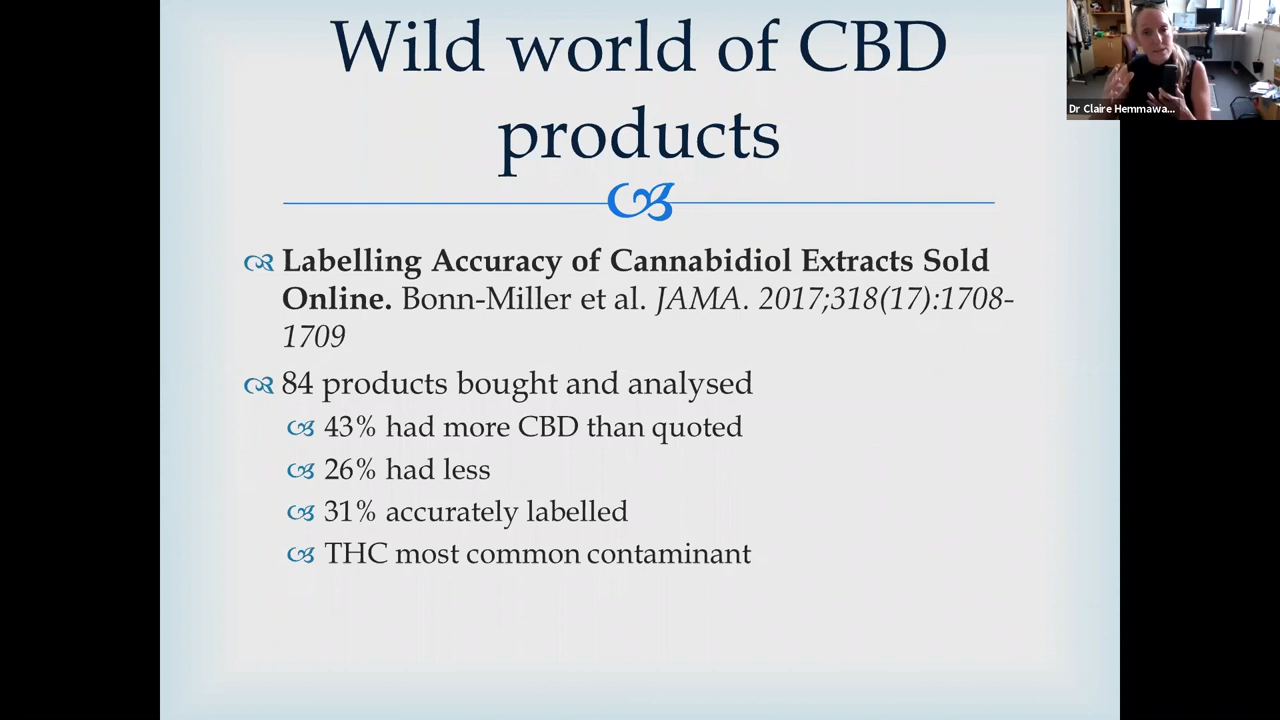 Wild world of CBD
products
Labelling Accuracy of Cannabidiol Extracts Sold
Online. Bonn-Miller et al. JAMA. 2017;318(17):1708-
1709
84 products bought and analysed
43% had more CBD than quoted
26% had less
31% accurately labelled
THC most common contaminant
Dr Claire Hemmawa...